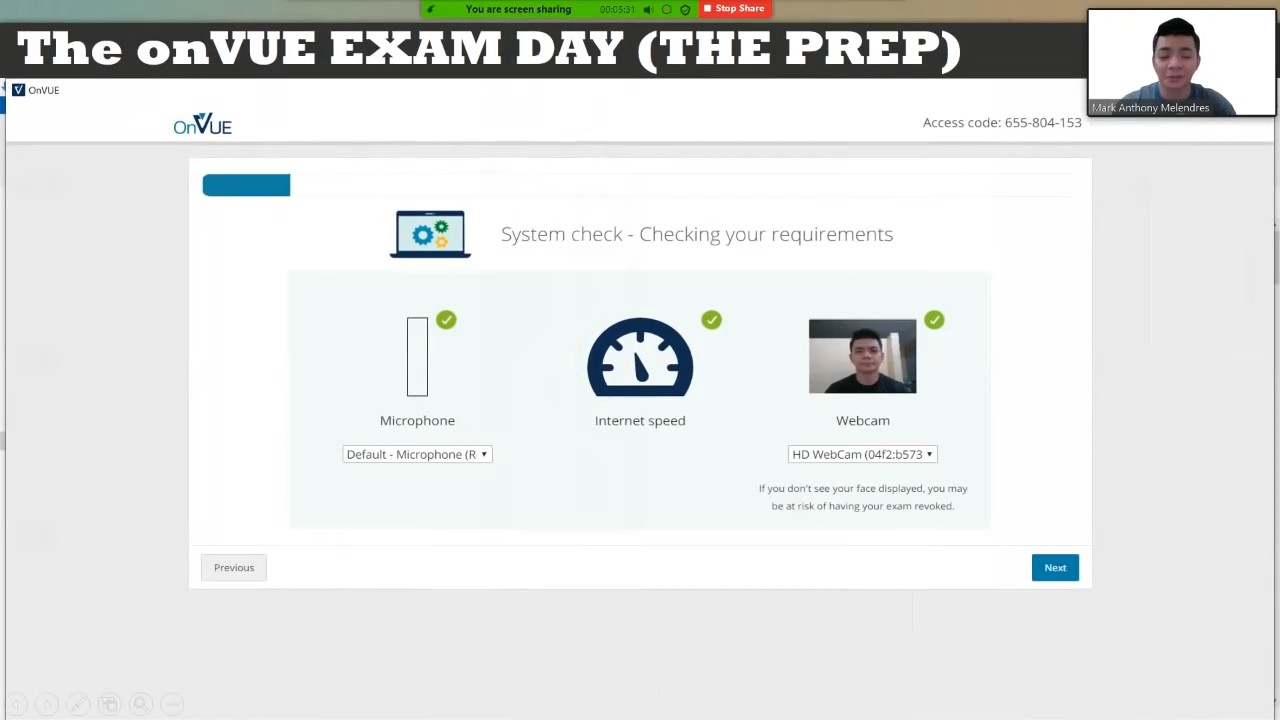 You are screen sharing 00:05:31 Stop Share
The onVUE EXAM DAY (THE PREP)
Mark Anthony Melendres
OnVUE
OnVUE
Access code: 655-804-153
System check - Checking your requirements
Microphone
Internet speed
Webcam
Default - Microphone (R
HD WebCam (04f2:b573
If you don't see your face displayed, you may
be at risk of having your exam revoked.
Previous
Next